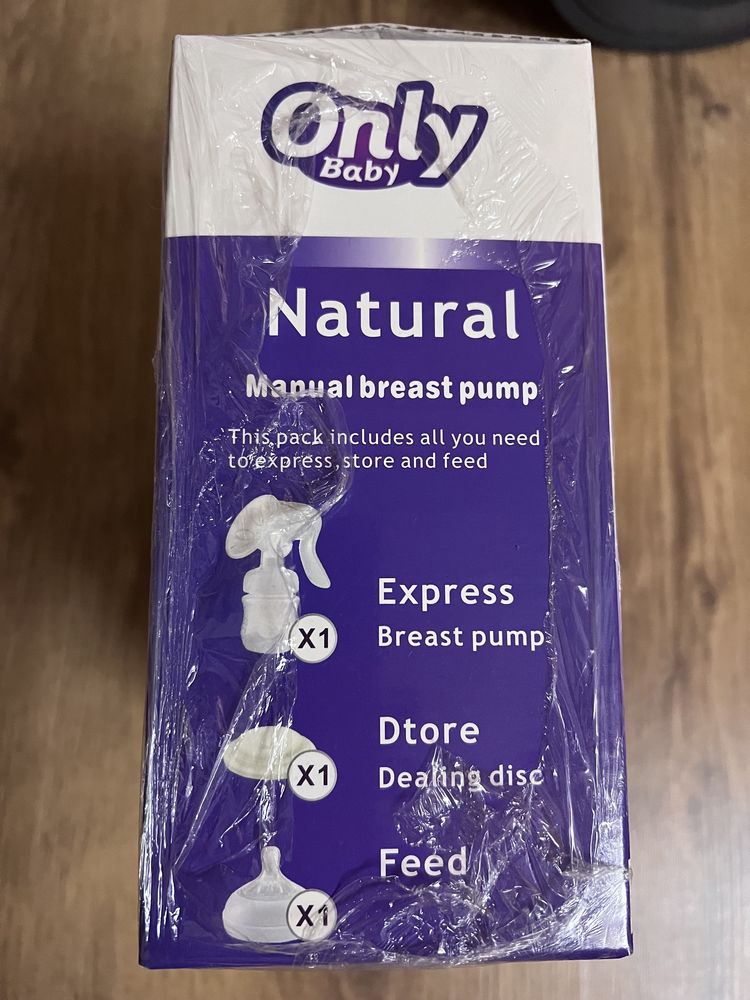 Only
Baby
Natural
Manual breast pump
This pack includes all you need
to express, store and feed
Express
X1
Breast pump
Dtore
X1
Dealing disc
Feed
X1